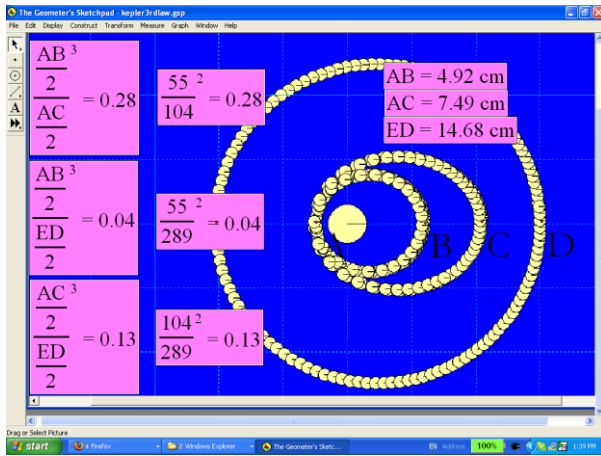 The Geometer's Sketchpad - kepler3rdlaw.gsp
File Edit Display Construct Transform Measure Graph Window Help
A
AB 3
2
AC
2
= 0.28
55 2
104
= 0.28
AB = 4.92 cm
AC = 7.49 cm
ED = 14.68 cm
AB 3
2
ED
2
= 0.04
55 2
289
= 0.04
A B C D
AC 3
2
ED
2
= 0.13
104 2
289
= 0.13
Drag or Select Picture
start 4 Firefox 2 Windows Explorer The Geometer's Sketc... EN Address 100% 1:39 PM